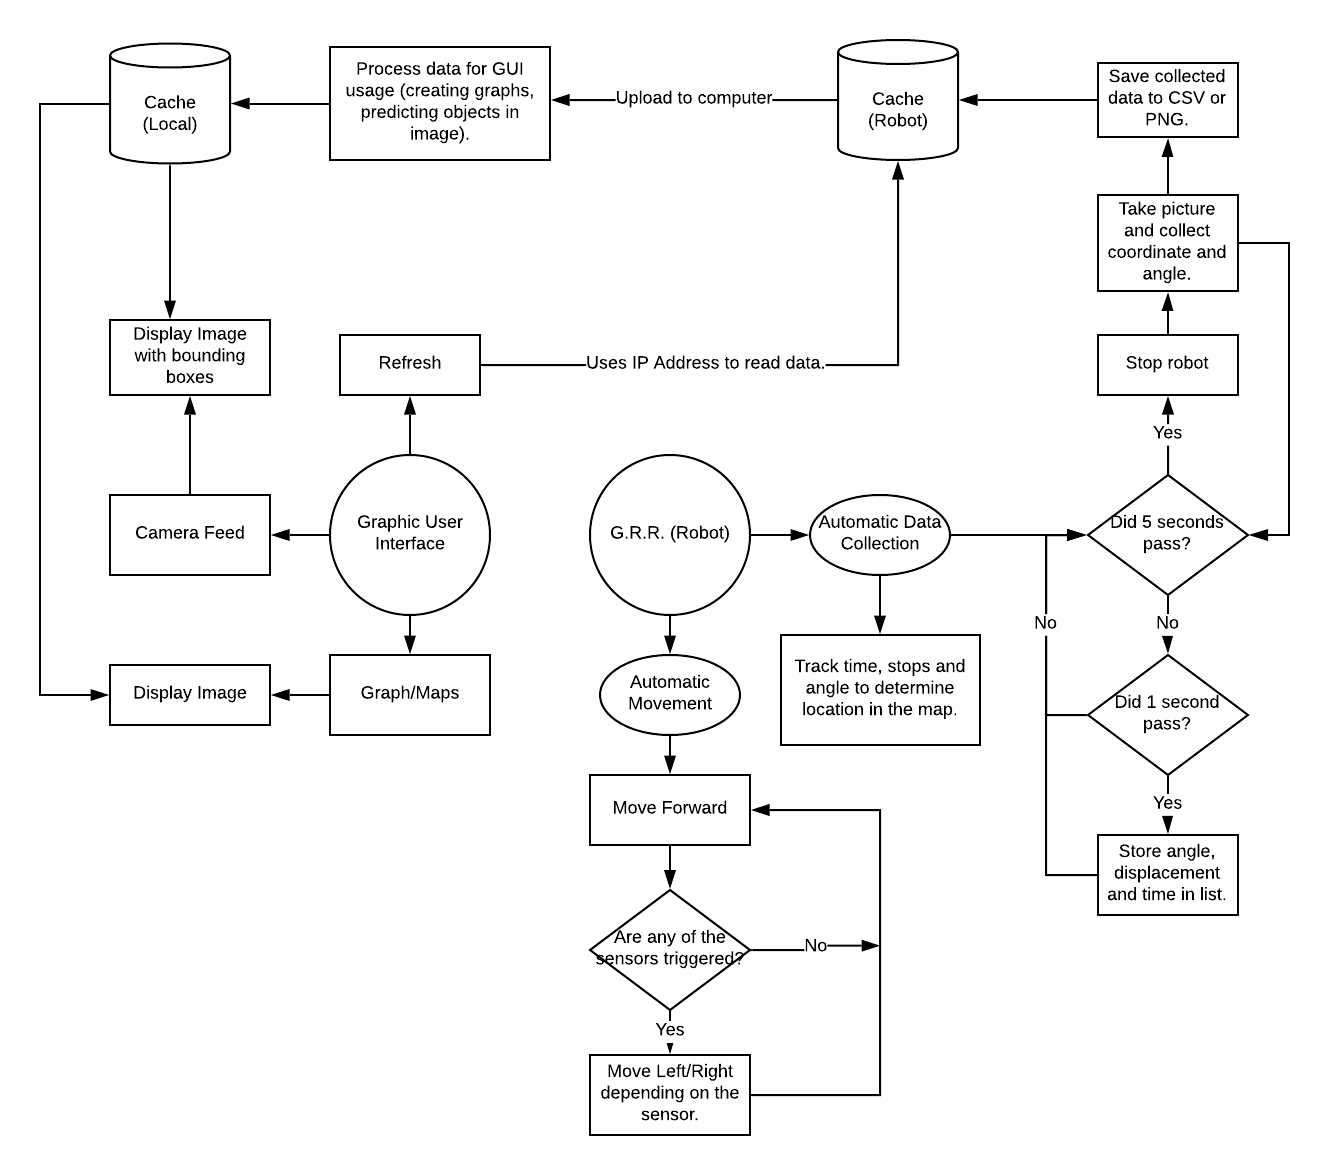 Cache
(Local)
Process data for GUI
usage (creating graphs,
predicting objects in
image).
Upload to computer
Cache
(Robot)
Save collected
data to CSV or
PNG.
Take picture
and collect
coordinate and
angle.
Display Image
with bounding
boxes
Refresh
Uses IP Address to read data.
Stop robot
Yes
Camera Feed
Graphic User
Interface
G.R.R. (Robot)
Automatic Data
Collection
Did 5 seconds
pass?
No
No
Display Image
Graph/Maps
Automatic
Movement
Track time, stops and
angle to determine
location in the map.
Did 1 second
pass?
Yes
Move Forward
Store angle,
displacement
and time in list.
Are any of the
sensors triggered?
No
Yes
Move Left/Right
depending on the
sensor.